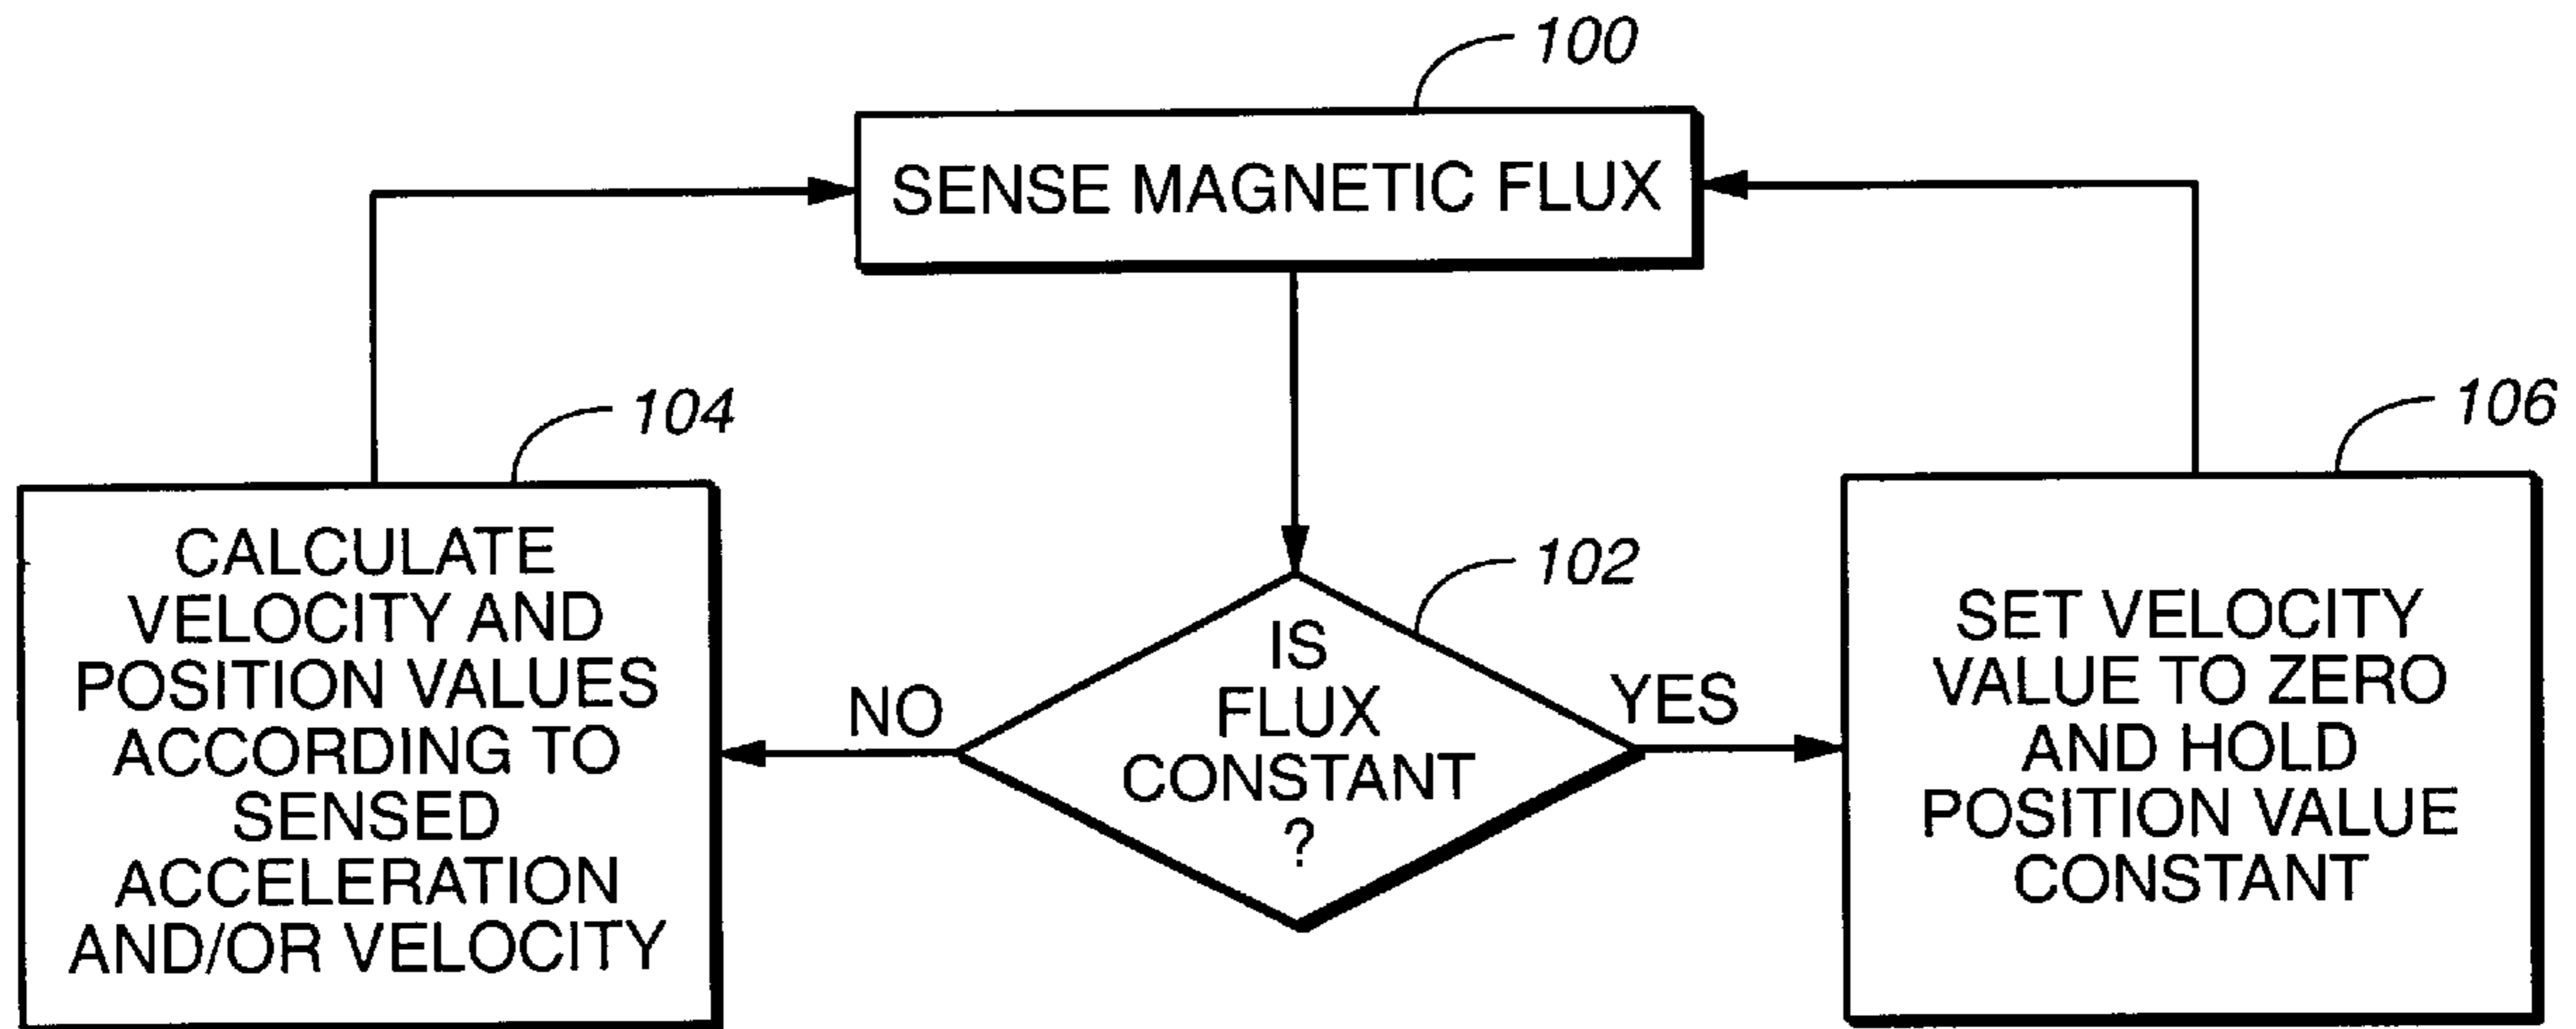 100
SENSE MAGNETIC FLUX
104
CALCULATE
VELOCITY AND
POSITION VALUES
ACCORDING TO
SENSED
ACCELERATION
AND/OR VELOCITY
NO
102
IS
FLUX
CONSTANT
?
YES
106
SET VELOCITY
VALUE TO ZERO
AND HOLD
POSITION VALUE
CONSTANT